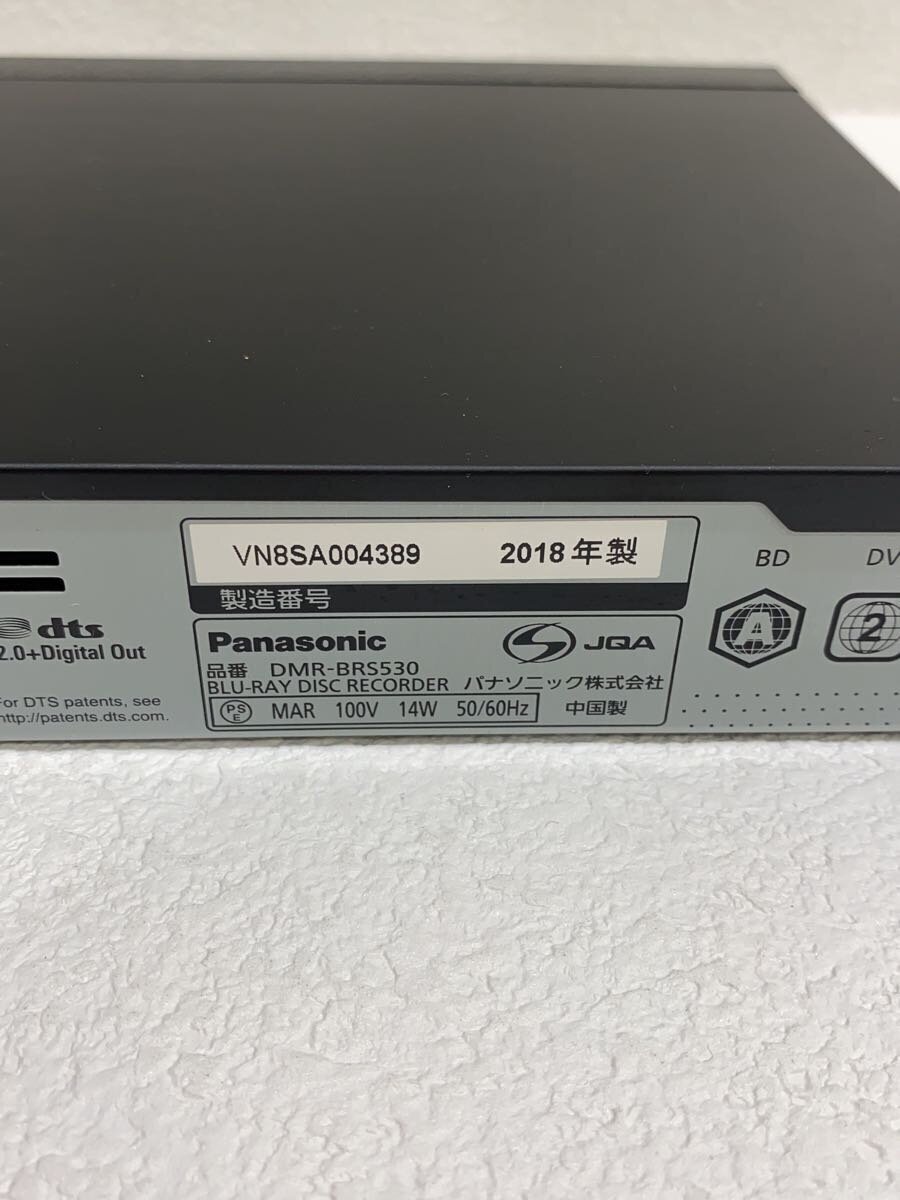 VN8SA004389 2018年製
製造番号
Panasonic JQA
品番 DMR-BRS530
BLU-RAY DISC RECORDER パナソニック株式会社
PS E MAR 100V 14W 50/60Hz 中国製
dts
2.0+Digital Out
For DTS patents, see
http://patents.dts.com.
BD DV
A 2